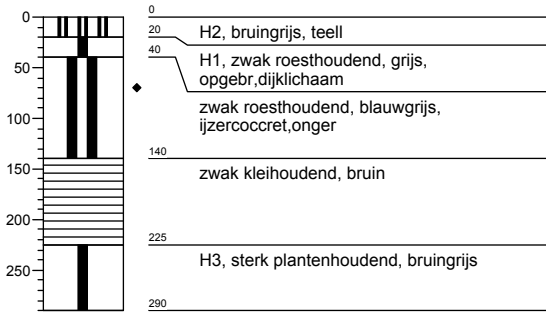 0
0
20
H2, bruingrijs, teell
40
H1, zwak roesthoudend, grijs,
opgebr,dijklichaam
50
zwak roesthoudend, blauwgrijs,
ijzercoccret,onger
100
140
150
zwak kleihoudend, bruin
200
225
250
H3, sterk plantenhoudend, bruingrijs
290